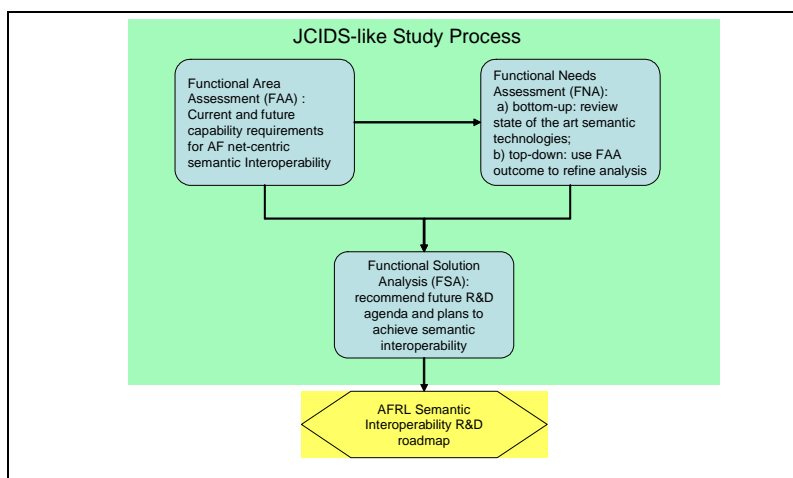 JCIDS-like Study Process
Functional Area
Assessment (FAA) :
Current and future
capability requirements
for AF net-centric
semantic Interoperability
Functional Needs
Assessment (FNA):
a) bottom-up: review
state of the art semantic
technologies;
b) top-down: use FAA
outcome to refine analysis
Functional Solution
Analysis (FSA):
recommend future R&D
agenda and plans to
achieve semantic
interoperability
AFRL Semantic
Interoperability R&D
roadmap